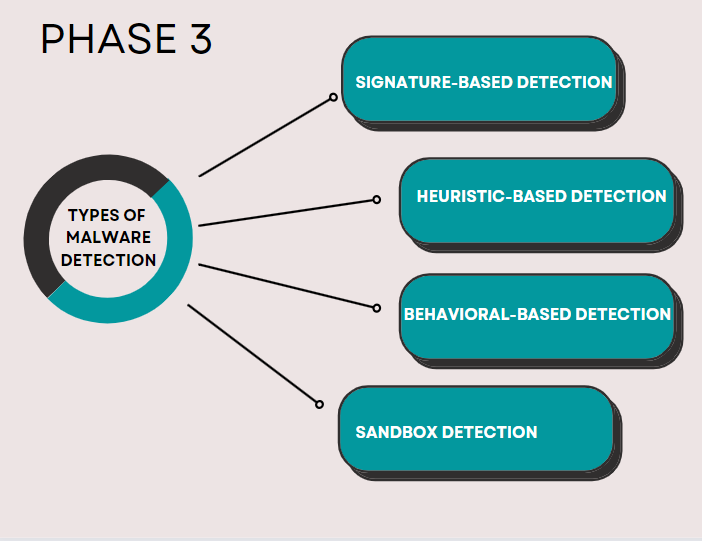 PHASE 3
SIGNATURE-BASED DETECTION
HEURISTIC-BASED DETECTION
TYPES OF
MALWARE
DETECTION
BEHAVIORAL-BASED DETECTION
SANDBOX DETECTION